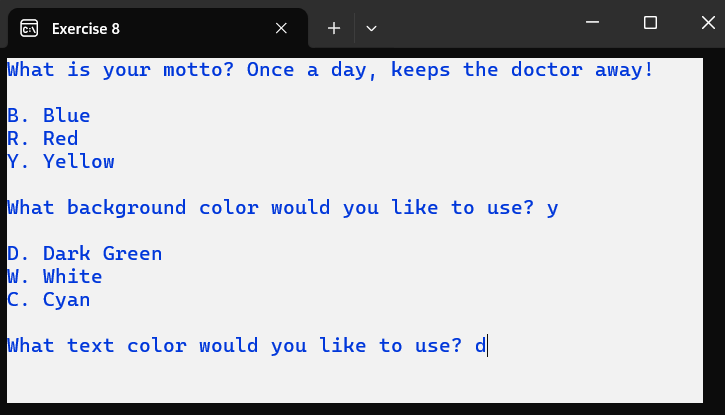 Exercise 8
What is your motto? Once a day, keeps the doctor away!
B. Blue
R. Red
Y. Yellow
What background color would you like to use? y
D. Dark Green
W. White
C. Cyan
What text color would you like to use? d